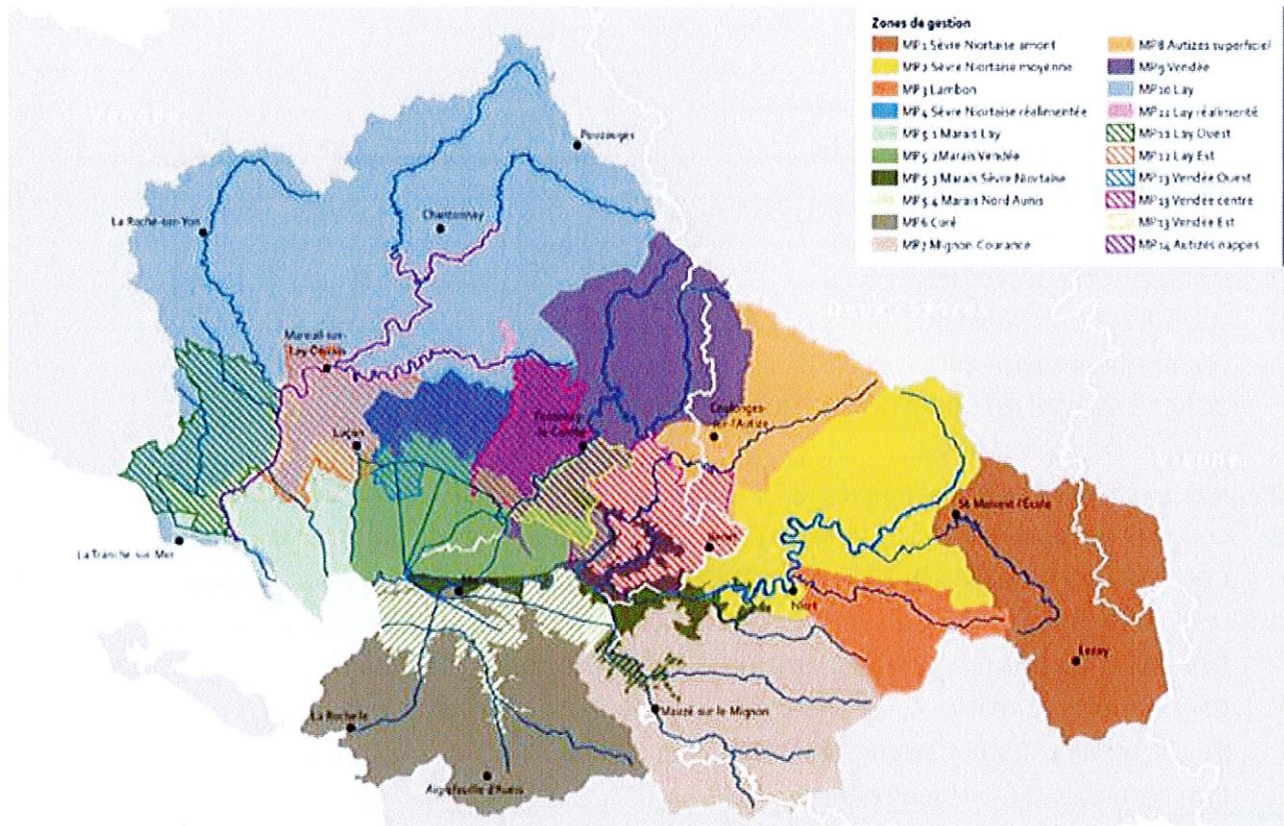 Zones de gestion
MP1 Sèvre Niortaise amont
MP2 Sèvre Niortaise moyenne
MP3 Lambon
MP4 Sèvre Niortaise réalimentée
MP5.1 Marais Lay
MP5.2 Marais Vendée
MP5.3 Marais Sèvre Niortaise
MP5.4 Marais Nord Aunis
MP6 Curé
MP7 Mignon Courance
MP8 Autizes superficiel
MP9 Vendée
MP10 Lay
MP11 Lay réalimenté
MP12 Lay Ouest
MP12 Lay Est
MP13 Vendée Ouest
MP13 Vendée centre
MP13 Vendée Est
MP14 Autizes nappes
Pouzauges
La Roche-sur-Yon
Chantonnay
Mareuil-sur-
Lay-Dissais
Luçon
Fontenay-
le-Comte
Coulonges-
sur-l'Autize
St Maixent l'École
La Tranche-sur-Mer
Niort
Lezay
Mauzé-sur-le-Mignon
La Rochelle
Aigrefeuille d'Aunis